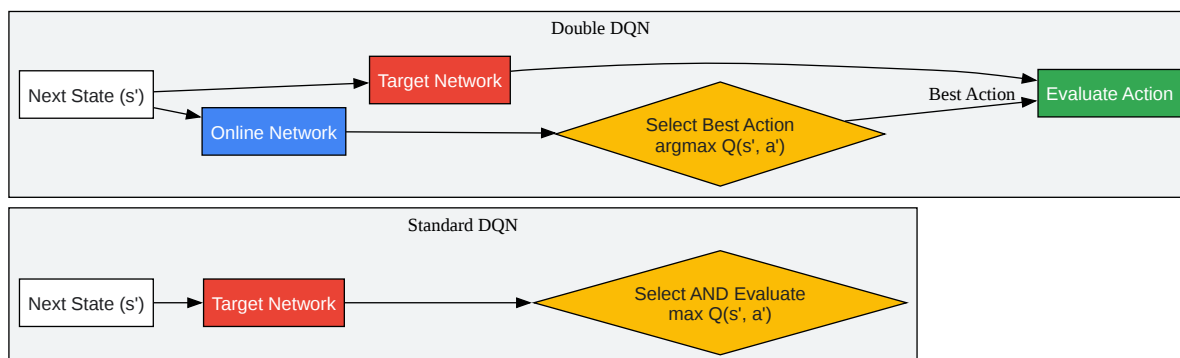 Double DQN
Next State (s')
Target Network
Online Network
Select Best Action
argmax Q(s', a')
Best Action
Evaluate Action
Standard DQN
Next State (s')
Target Network
Select AND Evaluate
max Q(s', a')